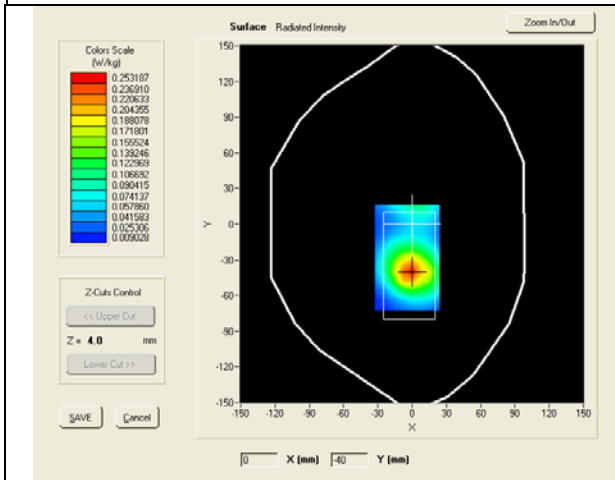 Surface Radiated Intensity
Zoom In/Out
Colors Scale
(W/kg)
0.253187
0.236910
0.220633
0.204355
0.188078
0.171801
0.155524
0.139246
0.122969
0.106692
0.090415
0.074137
0.057860
0.041583
0.025306
0.009028
150
120
90
60
30
0
-30
-60
-90
-120
-150
Y
-150 -120 -90 -60 -30 0 30 60 90 120 150
X
Z-Cuts Control
<< Upper Cut
Z = 4.0 mm
Lower Cut >>
SAVE Cancel
0 X (mm) -40 Y (mm)